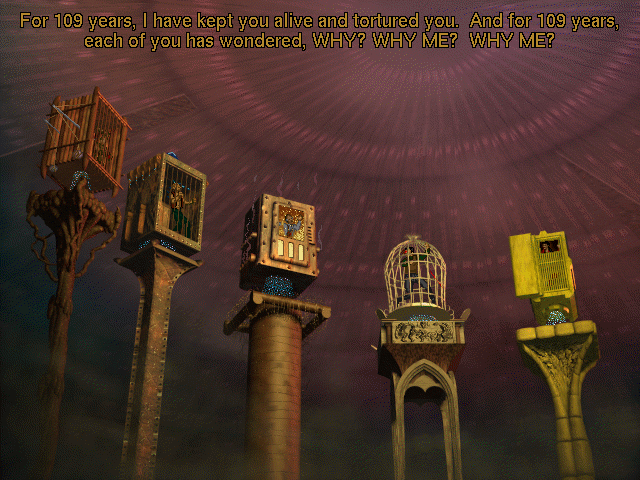 For 109 years, I have kept you alive and tortured you.  And for 109 years,
each of you has wondered, WHY? WHY ME?  WHY ME?